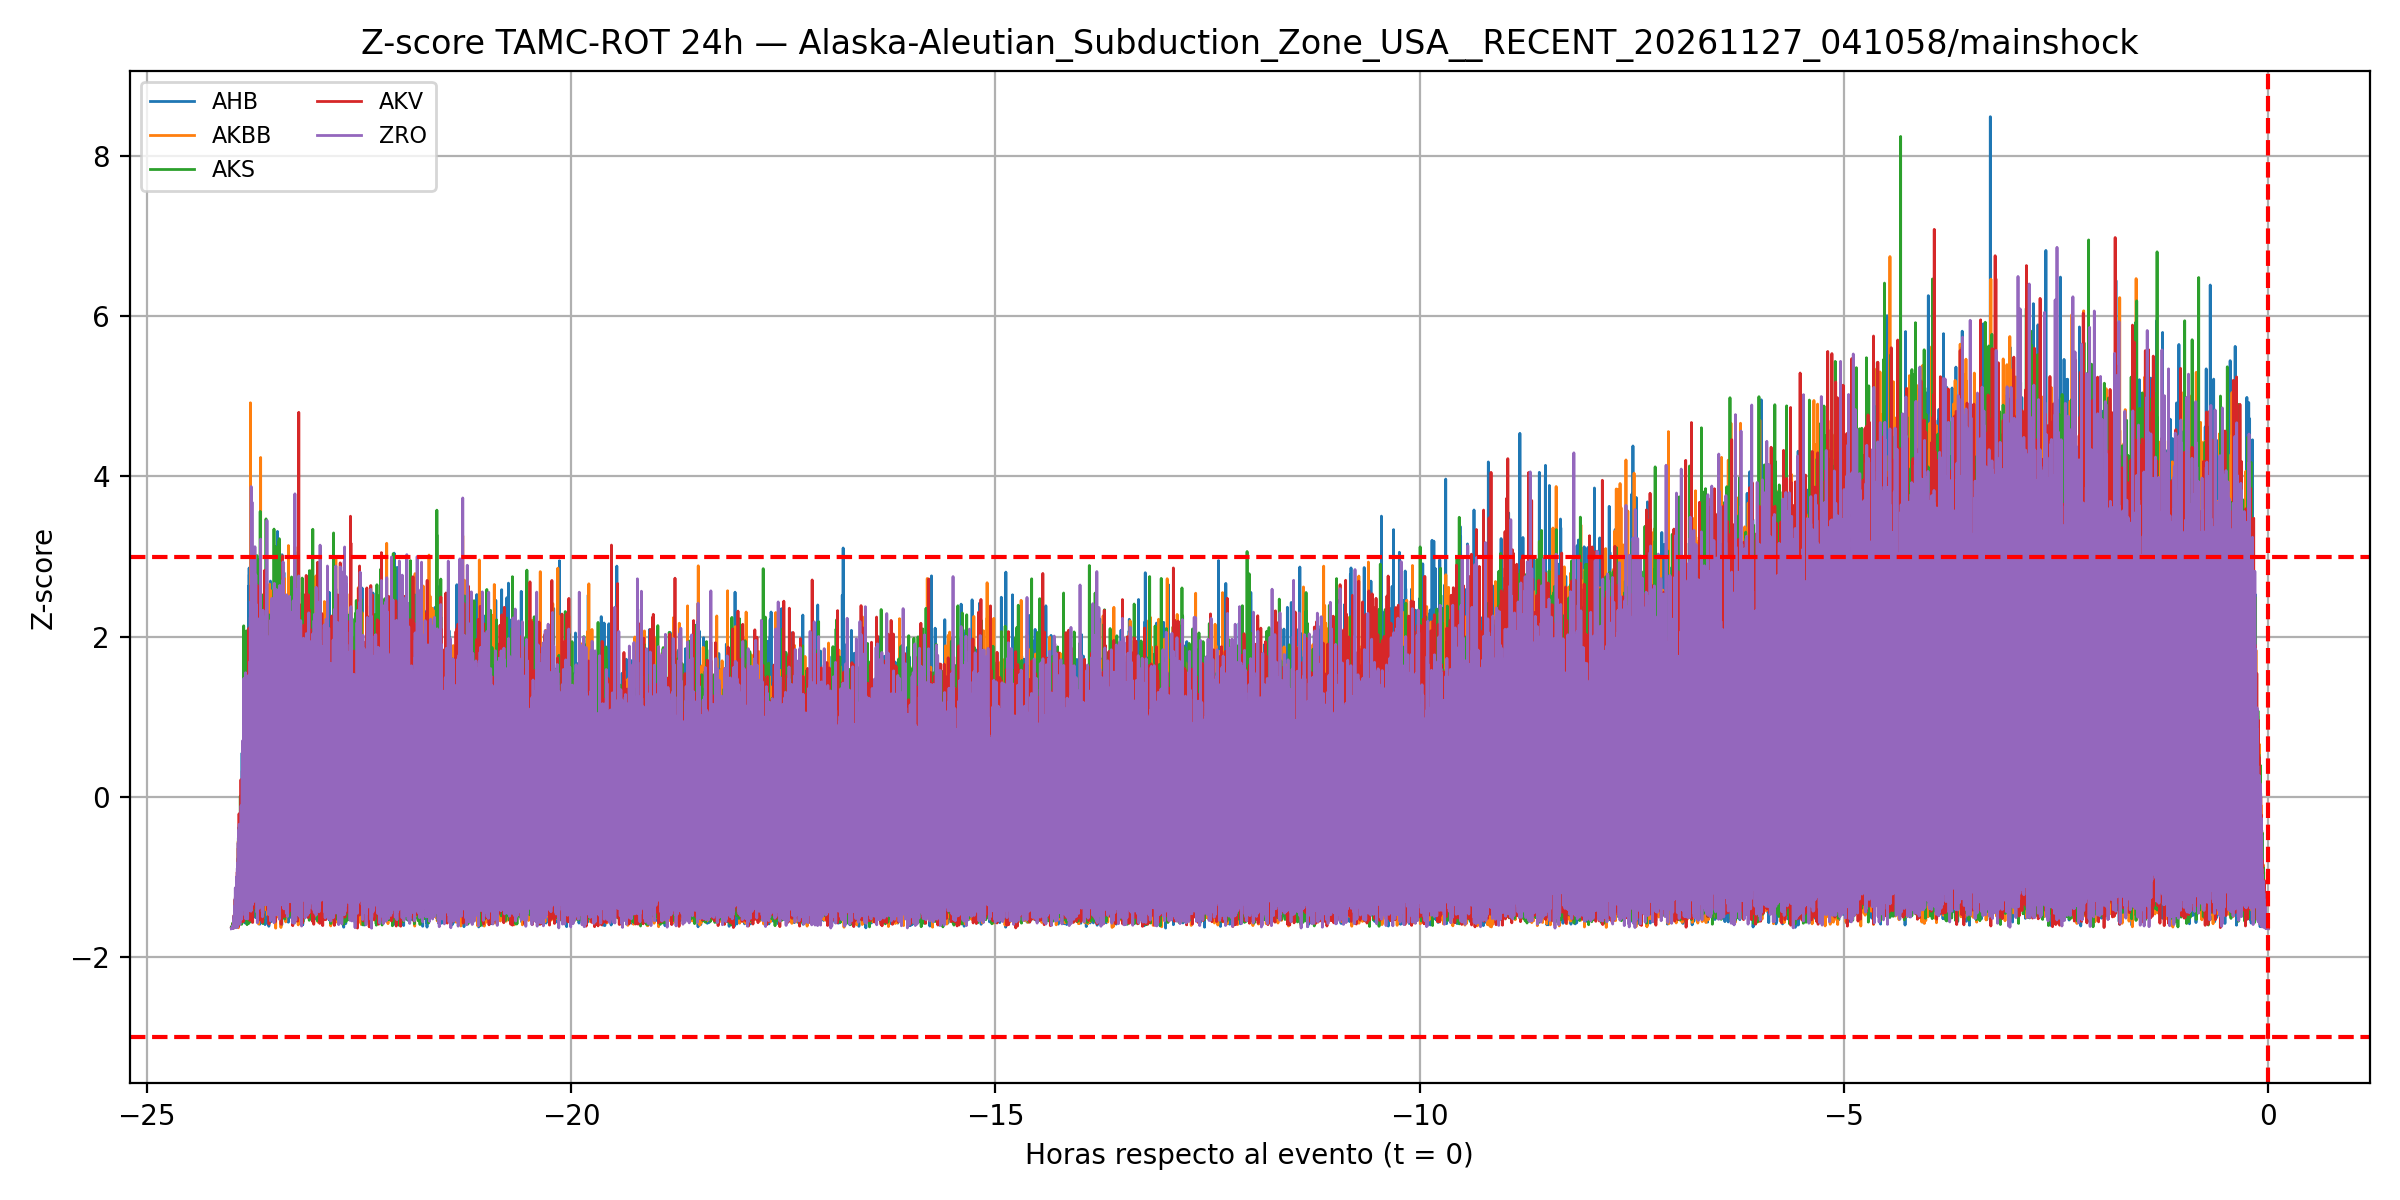 Z-score TAMC-ROT 24h — Alaska-Aleutian_Subduction_Zone_USA__RECENT_20261127_041058/mainshock
AHB
AKBB
AKS
AKV
ZRO
Z-score
8
6
4
2
0
−2
−25
−20
−15
−10
−5
0
Horas respecto al evento (t = 0)